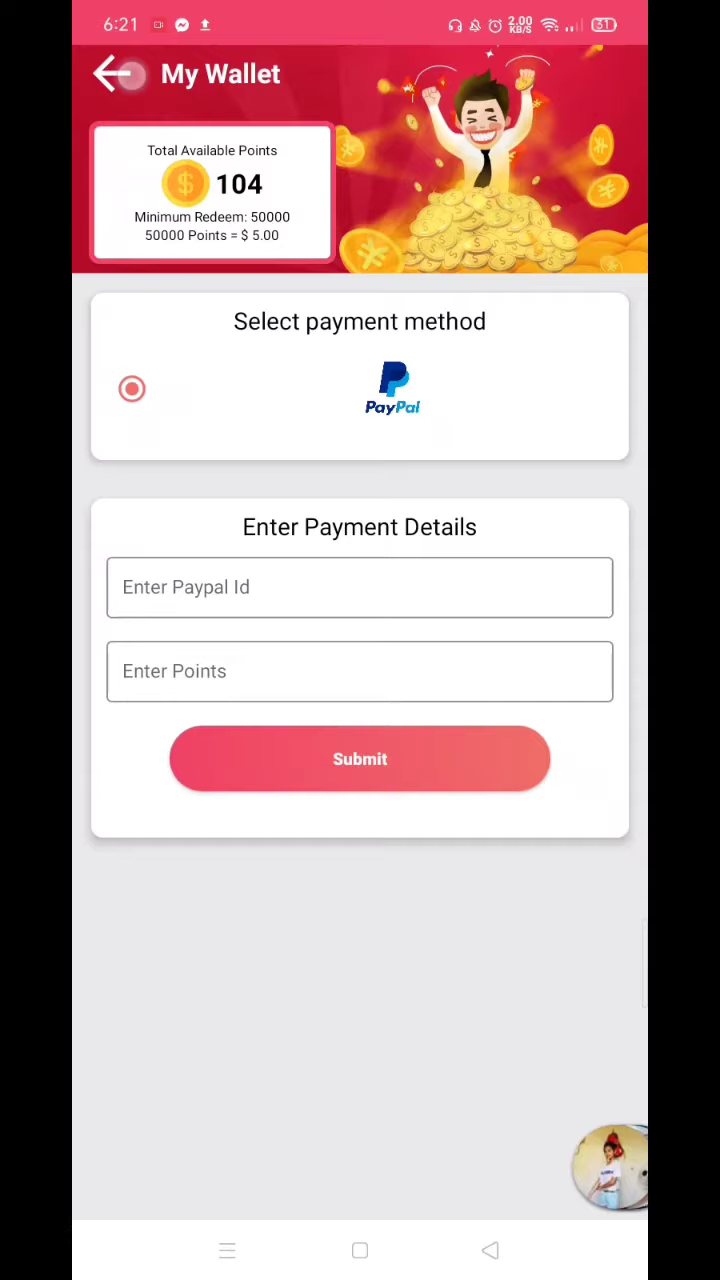 6:21
2.00
KB/S
31
My Wallet
Total Available Points
104
Minimum Redeem: 50000
50000 Points = $ 5.00
Select payment method
PayPal
Enter Payment Details
Enter Paypal Id
Enter Points
Submit